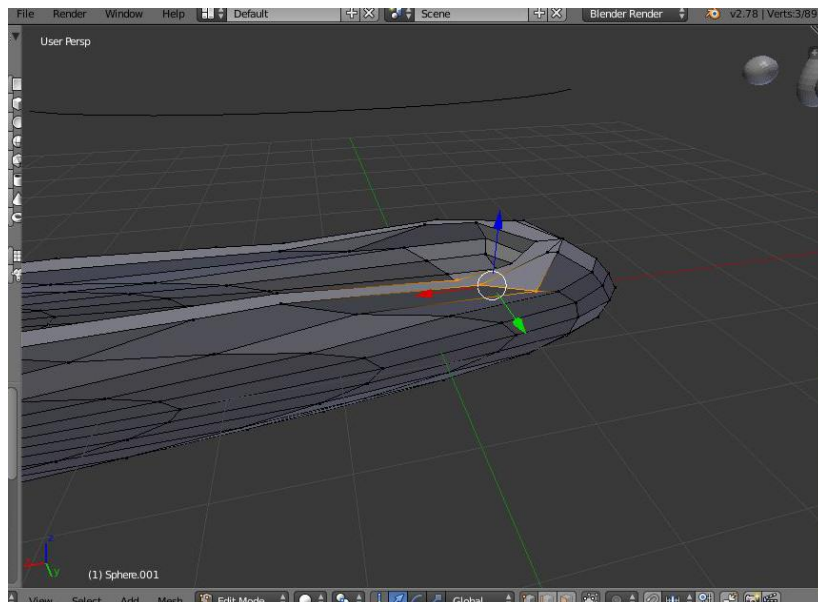 File Render Window Help Default Scene Blender Render v2.78 | Verts:3/89
User Persp
z
y
(1) Sphere.001
View Select Add Mesh Edit Mode Global